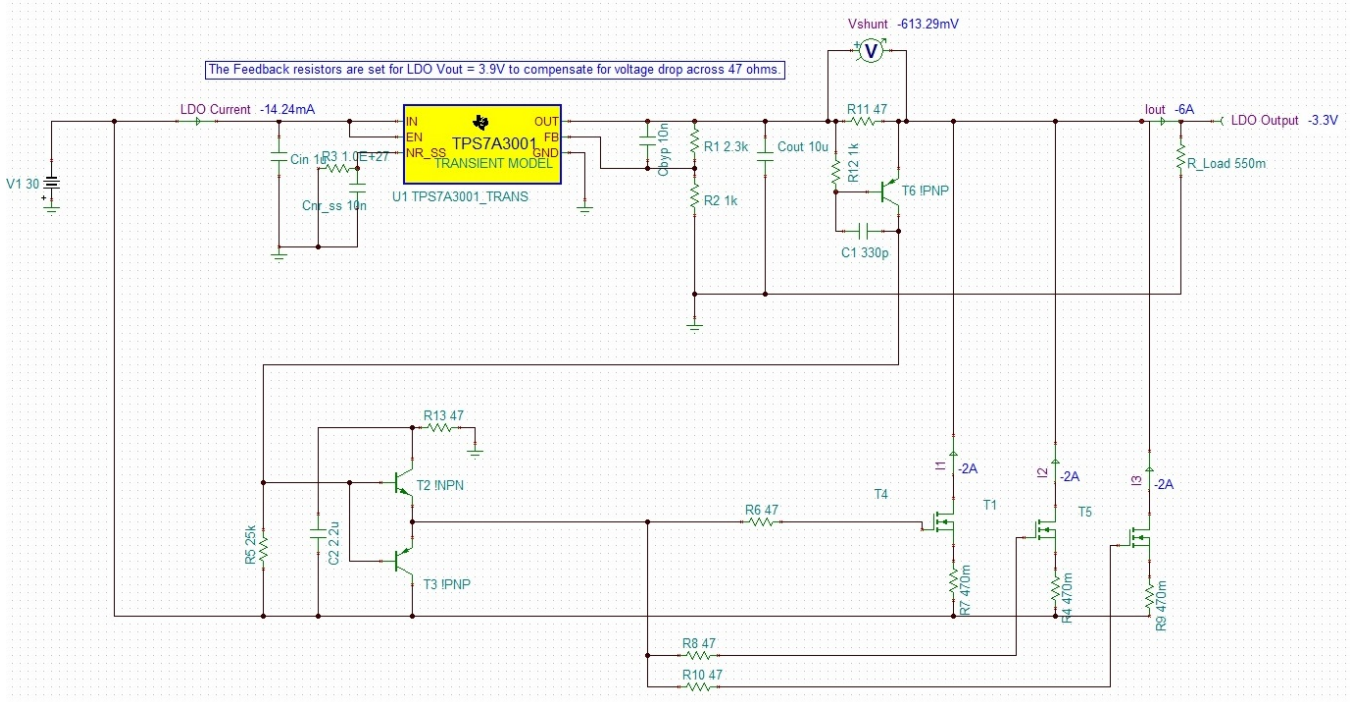 Vshunt -613.29mV
The Feedback resistors are set for LDO Vout = 3.9V to compensate for voltage drop across 47 ohms.
LDO Current -14.24mA
R11 47
Iout -6A
LDO Output -3.3V
IN
EN
NR_SS
OUT
FB
GND
TPS7A3001
TRANSIENT MODEL
U1 TPS7A3001_TRANS
Cin 1u
R3 1.0E+27
Cnr_ss 10n
V1 30
+
Cbyp 10n
R1 2.3k
Cout 10u
R12 1k
T6 !PNP
R_Load 550m
R2 1k
C1 330p
V
+
R13 47
T2 !NPN
R5 25k
C2 2.2u
T3 !PNP
R6 47
T4
I1 -2A
T1
I2 -2A
T5
I3 -2A
R7 470m
R4 470m
R9 470m
R8 47
R10 47